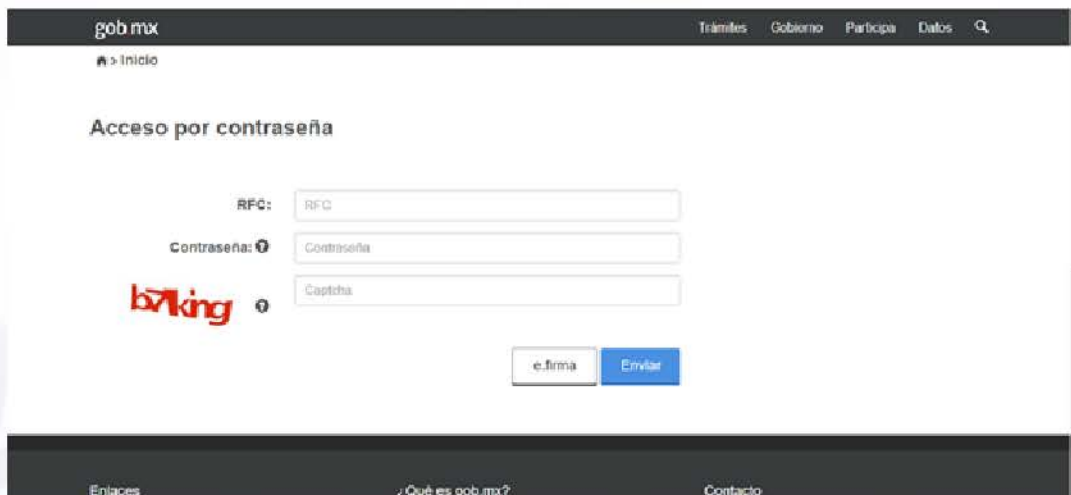 gob.mx
Trámites Gobierno Participa Datos
> Inicio
Acceso por contraseña
RFC: RFC
Contraseña: Contraseña
Captcha
e.firma Enviar
Enlaces ¿Qué es gob.mx? Contacto